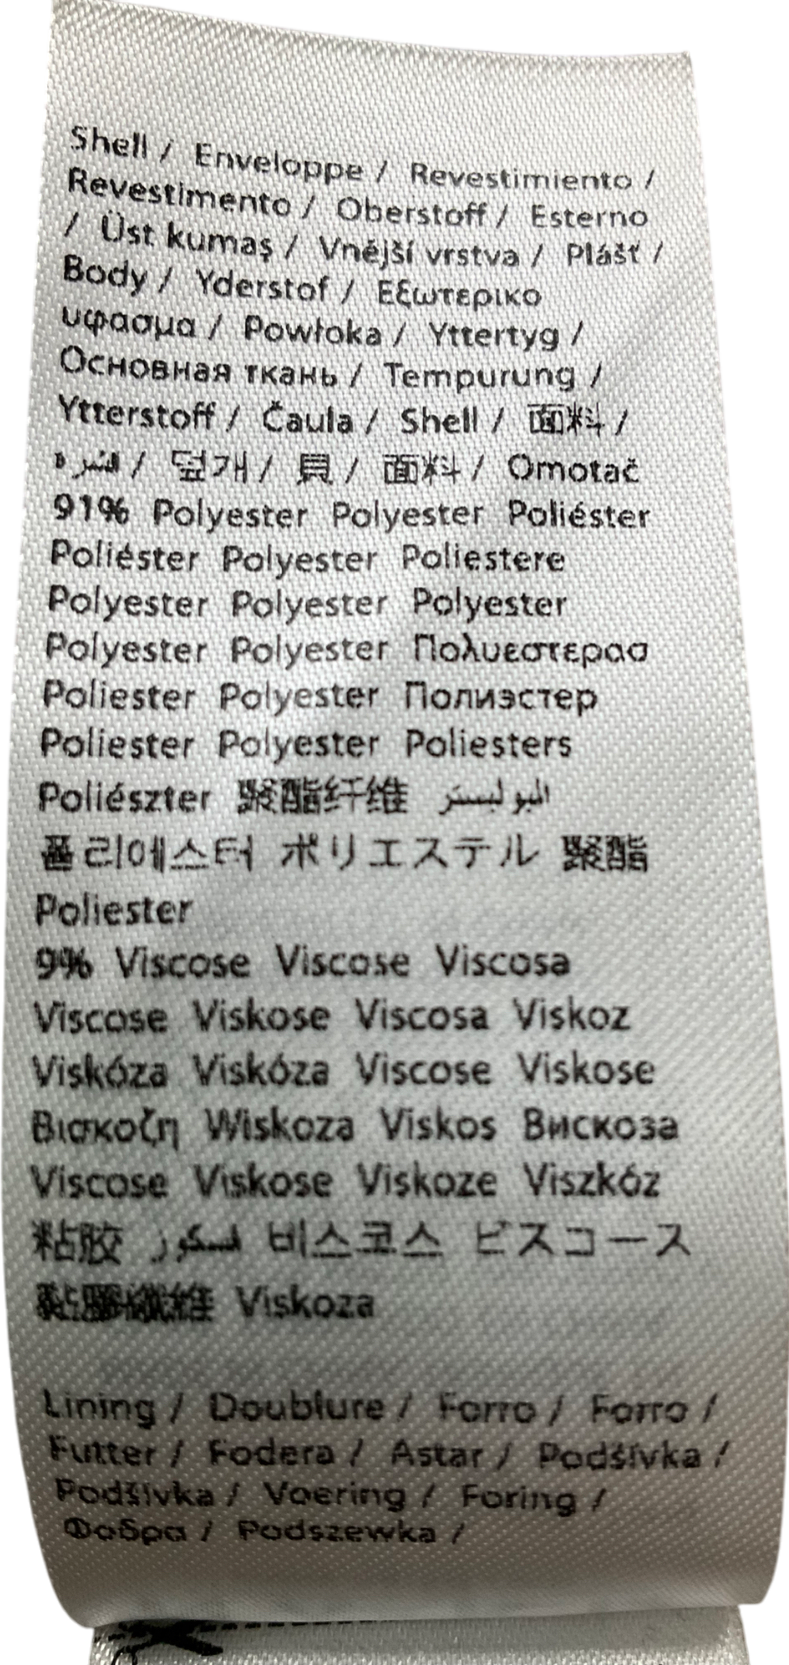 Shell / Enveloppe / Revestimiento /
Revestimento / Oberstoff / Esterno
/ Üst kumaş / Vnější vrstva / Plášť /
Body / Yderstof / Εξωτερικο
υφασμα / Powłoka / Yttertyg /
Основная ткань / Tempurung /
Ytterstoff / Čaula / Shell / 面料 /
/ 덮개 / 貝 / 面料 / Omotač
91% Polyester Polyester Poliéster
Poliéster Polyester Poliestere
Polyester Polyester Polyester
Polyester Polyester Πολυεστερασ
Poliester Polyester Полиэстер
Poliester Polyester Poliesters
Poliészter 聚酯纤维 البوليستر
폴리에스터 ポリエステル 聚酯
Poliester
9% Viscose Viscose Viscosa
Viscose Viskose Viscosa Viskoz
Viskóza Viskóza Viscose Viskose
Βισκοζη Wiskoza Viskos Вискоза
Viscose Viskose Viskoze Viszkóz
粘胶 비스코스 ビスコース
黏膠纖維 Viskoza
Lining / Doublure / Forro / Forro /
Futter / Fodera / Astar / Podšívka /
Podšívka / Voering / Foring /
Φοδρα / Podszewka /